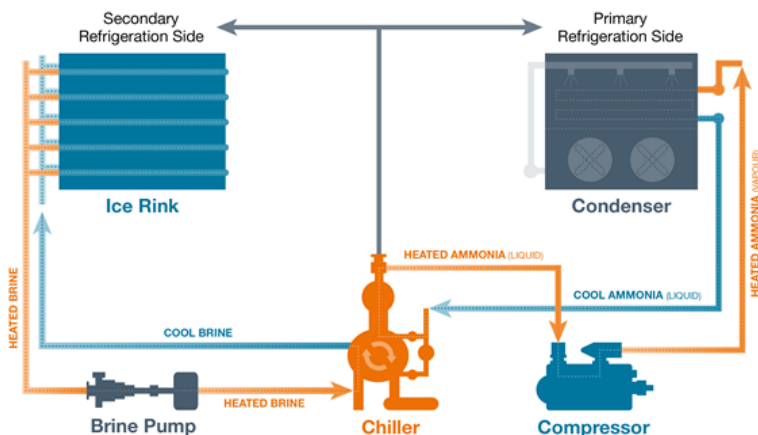 Secondary
Refrigeration Side
Primary
Refrigeration Side
Ice Rink
Condenser
HEATED AMMONIA (VAPOUR)
HEATED AMMONIA (LIQUID)
COOL AMMONIA (LIQUID)
HEATED BRINE
COOL BRINE
HEATED BRINE
Brine Pump
Chiller
Compressor